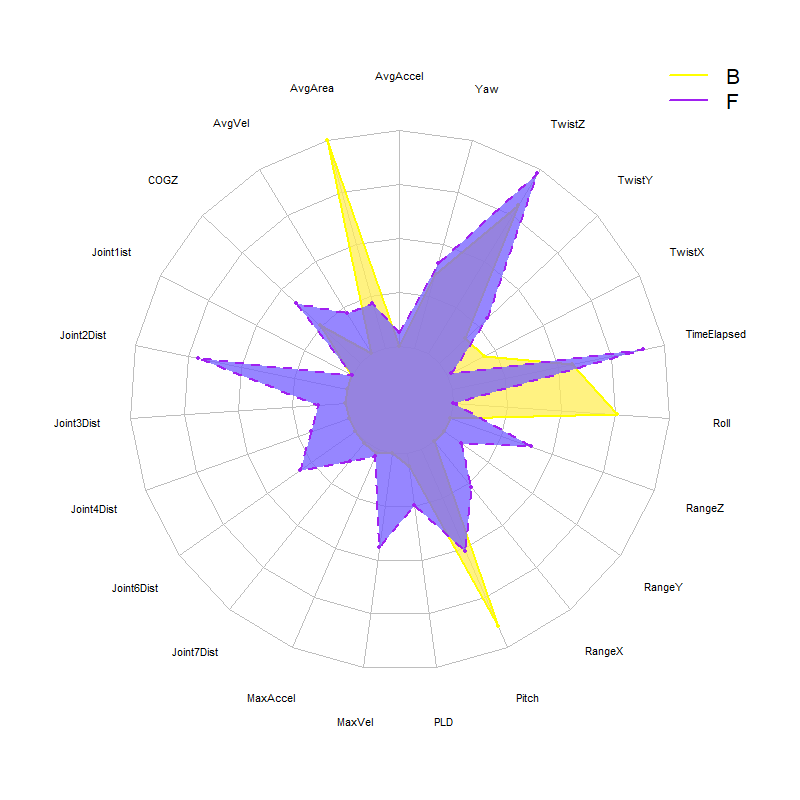 B
F
AvgAccel
Yaw
TwistZ
TwistY
TwistX
TimeElapsed
Roll
RangeZ
RangeY
RangeX
Pitch
PLD
MaxVel
MaxAccel
Joint7Dist
Joint6Dist
Joint4Dist
Joint3Dist
Joint2Dist
Joint1ist
COGZ
AvgVel
AvgArea